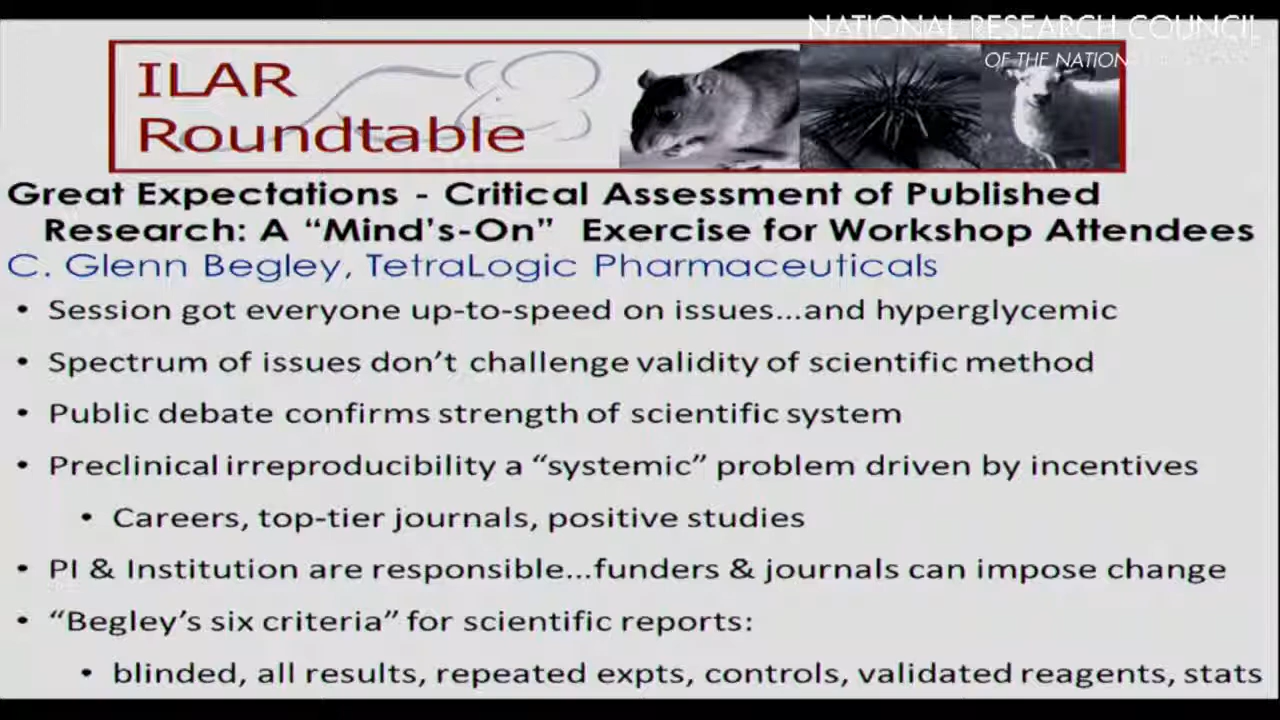 NATIONAL RESEARCH COUNCIL
OF THE NATION
ILAR
Roundtable
Great Expectations - Critical Assessment of Published
Research: A “Mind's-On” Exercise for Workshop Attendees
C. Glenn Begley, TetraLogic Pharmaceuticals
• Session got everyone up-to-speed on issues...and hyperglycemic
• Spectrum of issues don’t challenge validity of scientific method
• Public debate confirms strength of scientific system
• Preclinical irreproducibility a “systemic” problem driven by incentives
• Careers, top-tier journals, positive studies
• PI & Institution are responsible...funders & journals can impose change
• “Begley’s six criteria” for scientific reports:
• blinded, all results, repeated expts, controls, validated reagents, stats